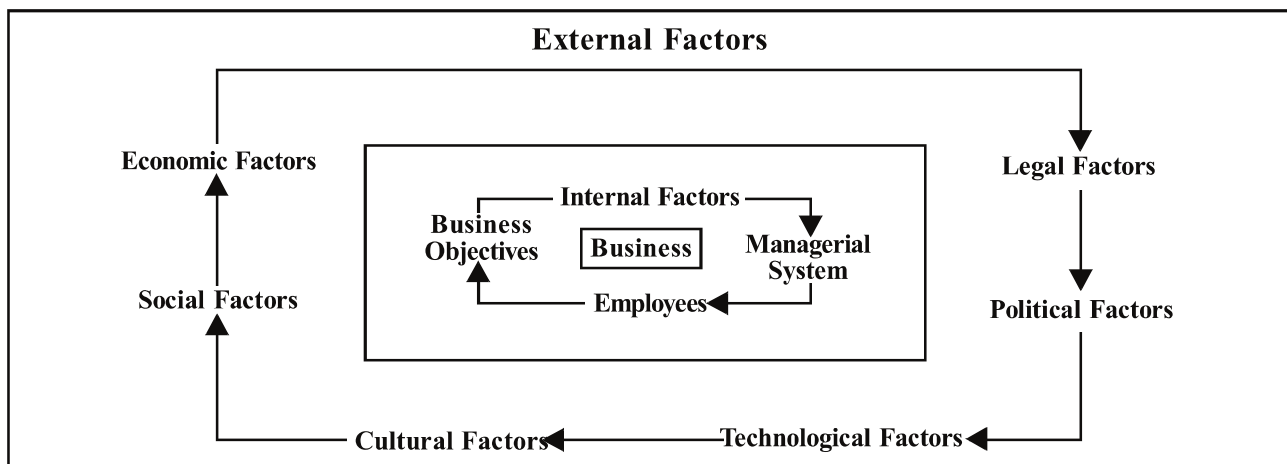 External Factors
Economic Factors
Legal Factors
Internal Factors
Business
Objectives
Business
Managerial
System
Employees
Social Factors
Political Factors
Cultural Factors
Technological Factors